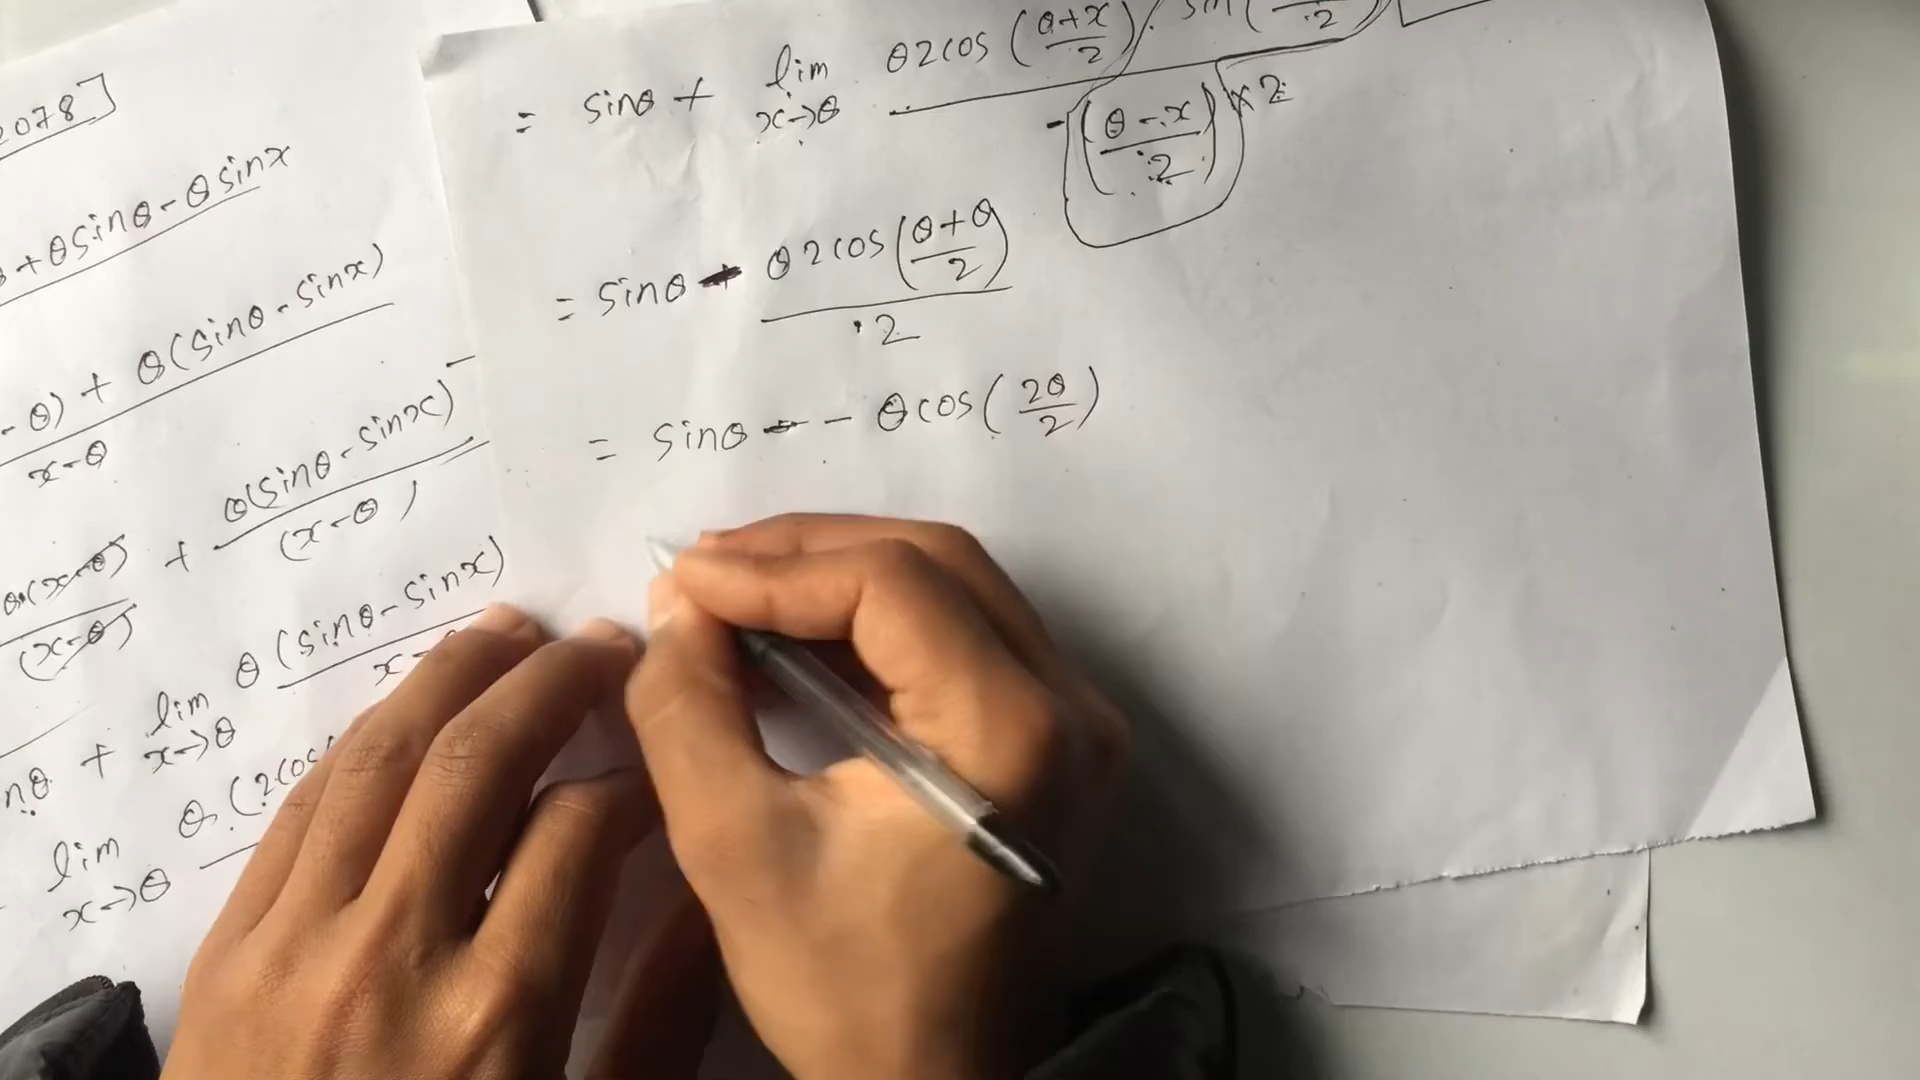 2078]
+ θsinθ - θsinx
- θ) + θ(sinθ - sinx)
x-θ
θ(x-θ) + θ(sinθ - sinx)
(x-θ) (x-θ)
nθ + lim θ(sinθ - sinx)
x→θ x-
lim θ.(2cos
x→θ
= sinθ + lim θ2cos(θ+x/2). sin(
x→θ -(θ-x/2)×2
= sinθ - θ2cos(θ+θ/2)
2
= sinθ - - θcos(2θ/2)